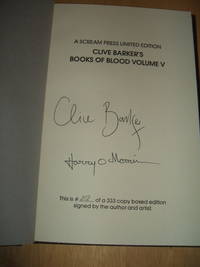 A SCREAM PRESS LIMITED EDITION
CLIVE BARKER'S
BOOKS OF BLOOD VOLUME V
Clive Barker
Harry O Morris
This is # of a 333 copy boxed edition
signed by the author and artist.